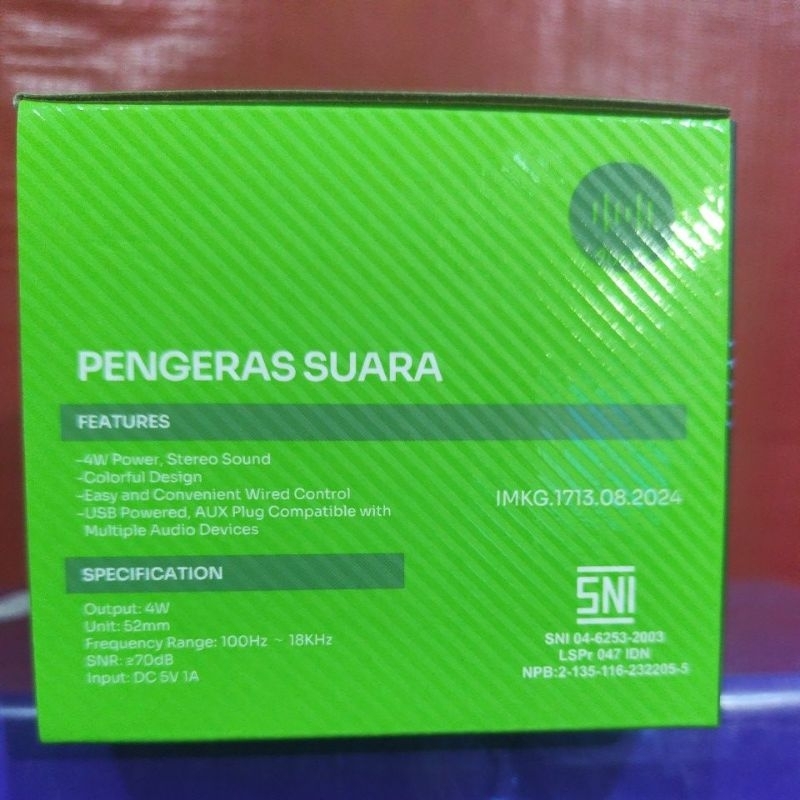 PENGERAS SUARA
FEATURES
-4W Power, Stereo Sound
-Colorful Design
-Easy and Convenient Wired Control
-USB Powered, AUX Plug Compatible with
Multiple Audio Devices
IMKG.1713.08.2024
SPECIFICATION
Output: 4W
Unit: 52mm
Frequency Range: 100Hz ~ 18KHz
SNR: ≥70dB
Input: DC 5V 1A
SNI
SNI 04-6253-2003
LSPr 047 IDN
NPB:2-135-116-232205-5